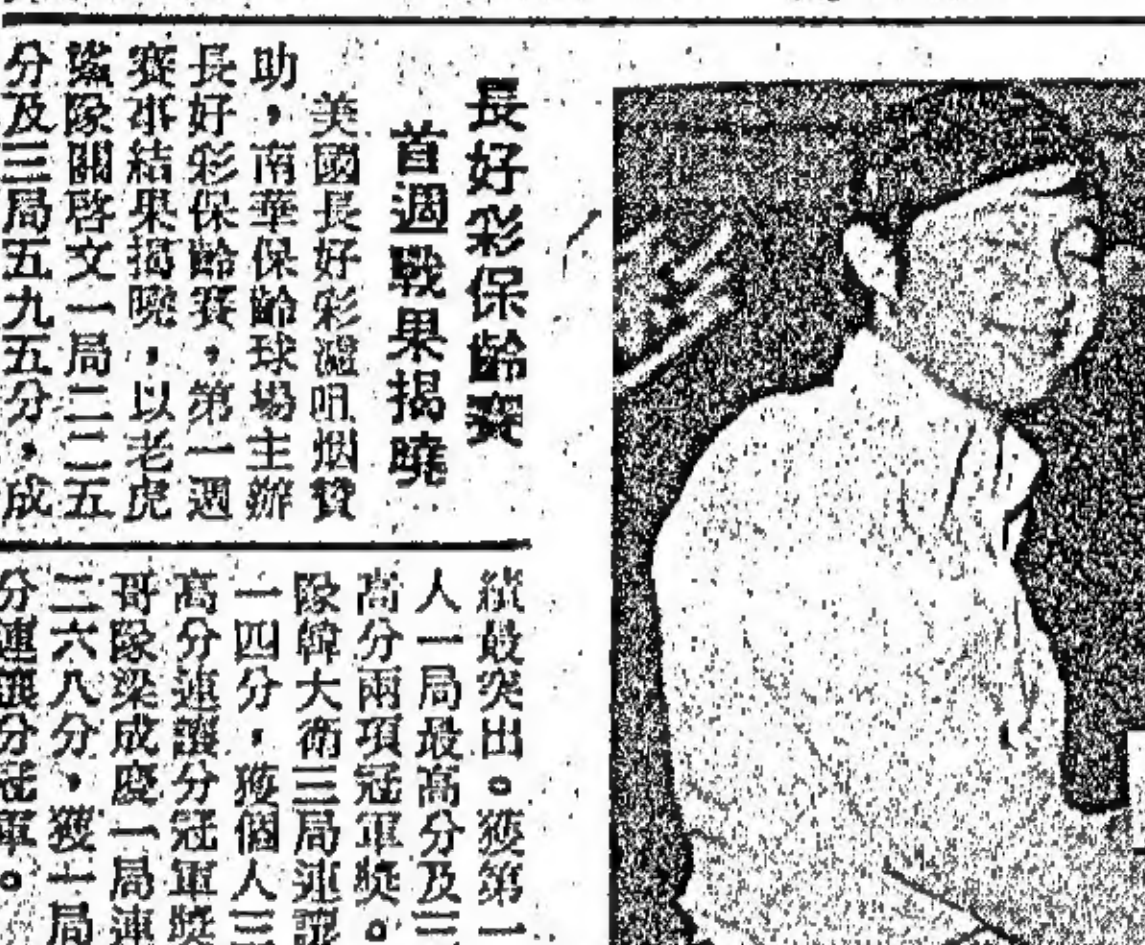 長好彩保齡賽
首週戰果揭曉
美國長好彩濾咀烟贊
助，南華保齡球場主辦
長好彩保齡賽，第一週
賽事結果揭曉，以老虎
隊關啓文一局二二五
分及三局五九五分，成
績最突出。獲第一
人一局最高分及三
高分兩項冠軍獎。
隊韓大衛三局連讓
一四分，獲個人三
高分連讓分冠軍獎
哥隊梁成慶一局連
二六八分，獲一局
分連讓分冠軍。